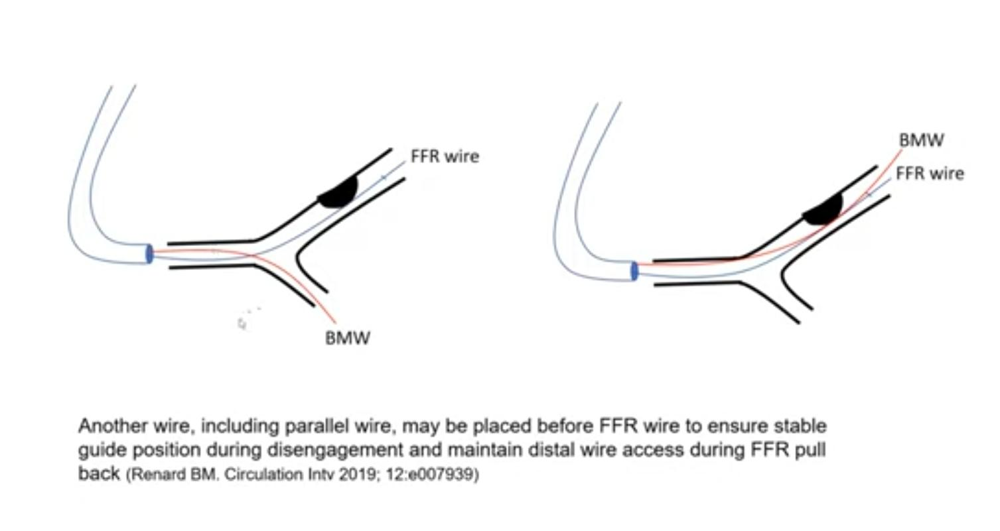 FFR wire
BMW
BMW
FFR wire
Another wire, including parallel wire, may be placed before FFR wire to ensure stable
guide position during disengagement and maintain distal wire access during FFR pull
back (Renard BM. Circulation Intv 2019; 12:e007939)